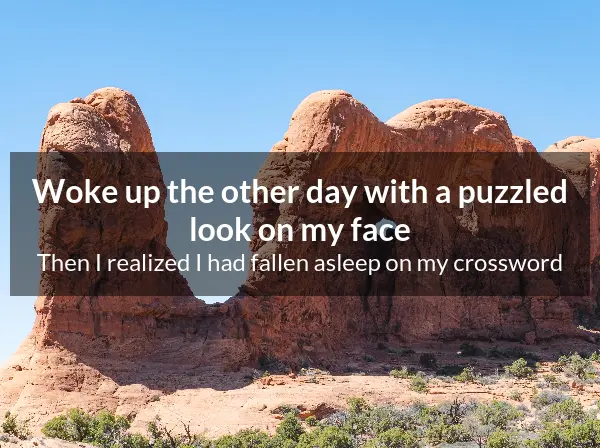 Woke up the other day with a puzzled
look on my face
Then I realized I had fallen asleep on my crossword